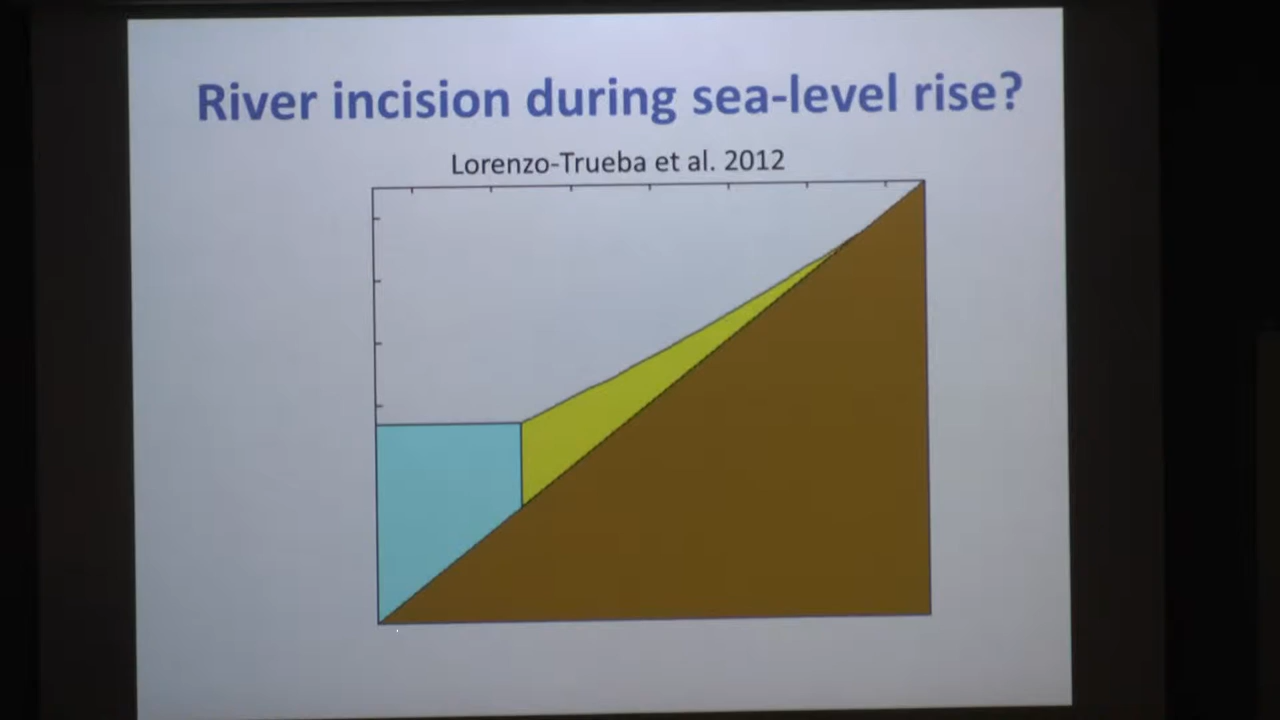 River incision during sea-level rise?
Lorenzo-Trueba et al. 2012